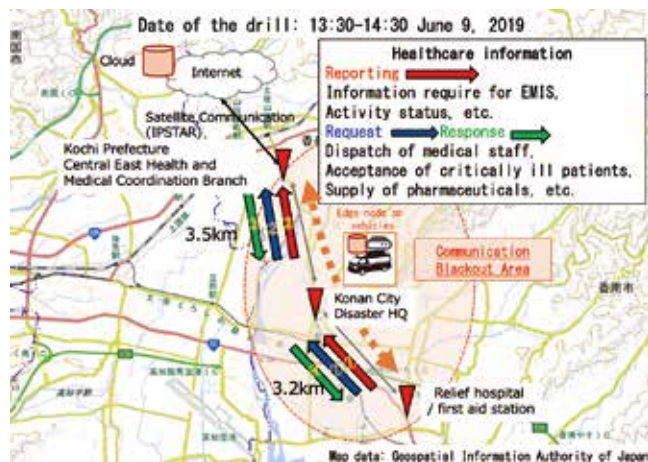 Date of the drill: 13:30-14:30 June 9, 2019
Cloud
Internet
Satellite Communication
(IPSTAR)
Kochi Prefecture
Central East Health and
Medical Coordination Branch
Healthcare information
Reporting
Information require for EMIS,
Activity status, etc.
Request Response
Dispatch of medical staff,
Acceptance of critically ill patients,
Supply of pharmaceuticals, etc.
3.5km
Edge node on
vehicles
Communication
Blackout Area
Konan City
Disaster HQ
3.2km
Relief hospital
/ first aid station
香南市
Map data: Geospatial Information Authority of Japan